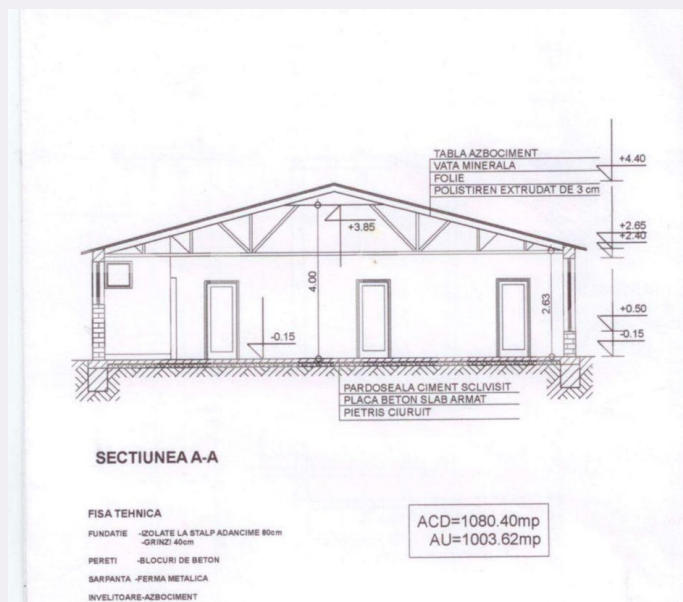 TABLA AZBOCIMENT
VATA MINERALA
FOLIE
POLISTIREN EXTRUDAT DE 3 cm
+4.40
+3.85
+2.65
+2.40
4.00
2.63
+0.50
-0.15
-0.15
PARDOSEALA CIMENT SCLIVISIT
PLACA BETON SLAB ARMAT
PIETRIS CIURUIT
SECTIUNEA A-A
FISA TEHNICA
FUNDATIE -IZOLATE LA STALP ADANCIME 80cm
-GRINZI 40cm
PERETI -BLOCURI DE BETON
SARPANTA -FERMA METALICA
INVELITOARE-AZBOCIMENT
ACD=1080.40mp
AU=1003.62mp